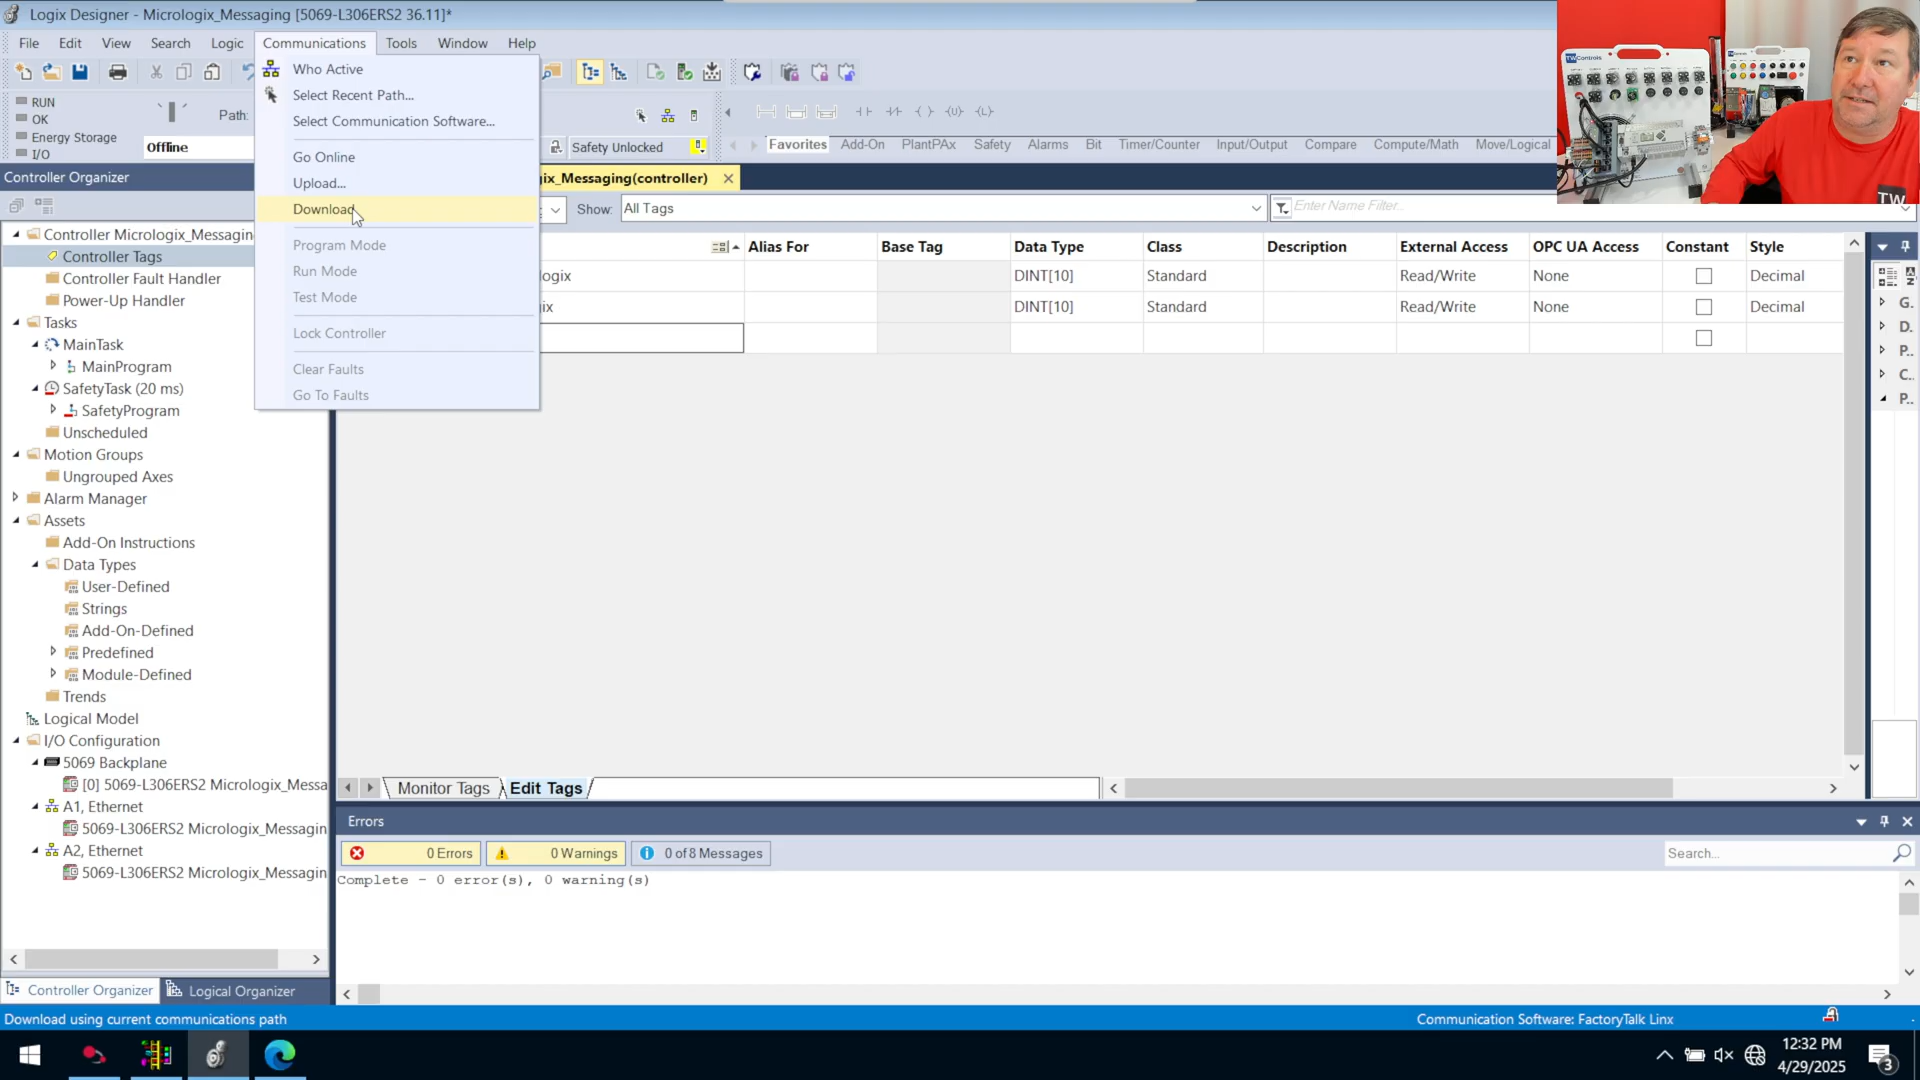 Logix Designer - Micrologix_Messaging [5069-L306ERS2 36.11]*
File Edit View Search Logic Communications Tools Window Help
Who Active
Select Recent Path...
Select Communication Software...
Go Online
Upload...
Download
Program Mode
Run Mode
Test Mode
Lock Controller
Clear Faults
Go To Faults
RUN
OK
Energy Storage
I/O
Path:
Offline
Safety Unlocked
Favorites Add-On PlantPAx Safety Alarms Bit Timer/Counter Input/Output Compare Compute/Math Move/Logical
Controller Organizer
ix_Messaging(controller)
Show: All Tags
Enter Name Filter...
Alias For Base Tag Data Type Class Description External Access OPC UA Access Constant Style
logix DINT[10] Standard Read/Write None Decimal
ix DINT[10] Standard Read/Write None Decimal
Controller Micrologix_Messagin
Controller Tags
Controller Fault Handler
Power-Up Handler
Tasks
MainTask
MainProgram
SafetyTask (20 ms)
SafetyProgram
Unscheduled
Motion Groups
Ungrouped Axes
Alarm Manager
Assets
Add-On Instructions
Data Types
User-Defined
Strings
Add-On-Defined
Predefined
Module-Defined
Trends
Logical Model
I/O Configuration
5069 Backplane
[0] 5069-L306ERS2 Micrologix_Messa
A1, Ethernet
5069-L306ERS2 Micrologix_Messagin
A2, Ethernet
5069-L306ERS2 Micrologix_Messagin
Controller Organizer Logical Organizer
G..
D..
P..
C..
P..
Monitor Tags Edit Tags
Errors
0 Errors 0 Warnings 0 of 8 Messages
Search...
Complete - 0 error(s), 0 warning(s)
Download using current communications path
Communication Software: FactoryTalk Linx
12:32 PM
4/29/2025
3
TWControls
TW